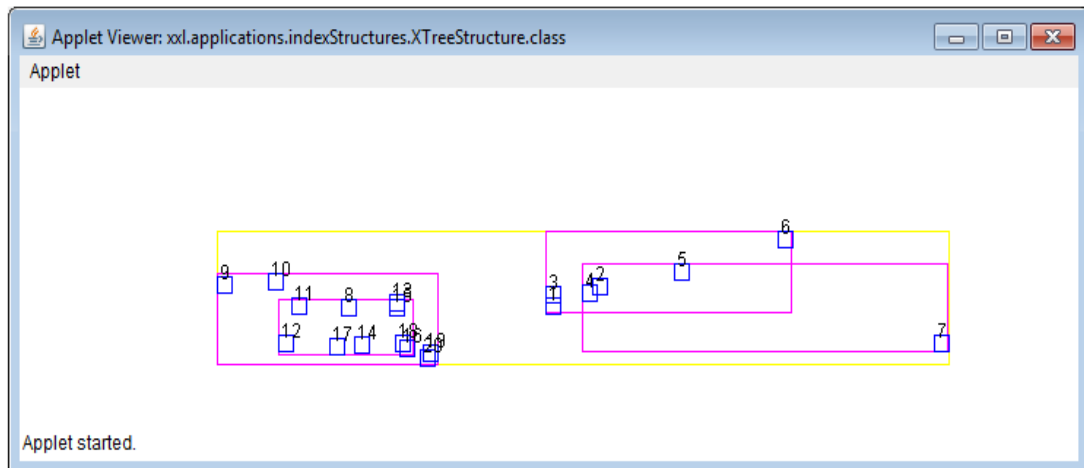 Applet Viewer: xxl.applications.indexStructures.XTreeStructure.class
Applet
6
5
9 10 3 4 2
11 8 13 1
12 17 14 7
Applet started.